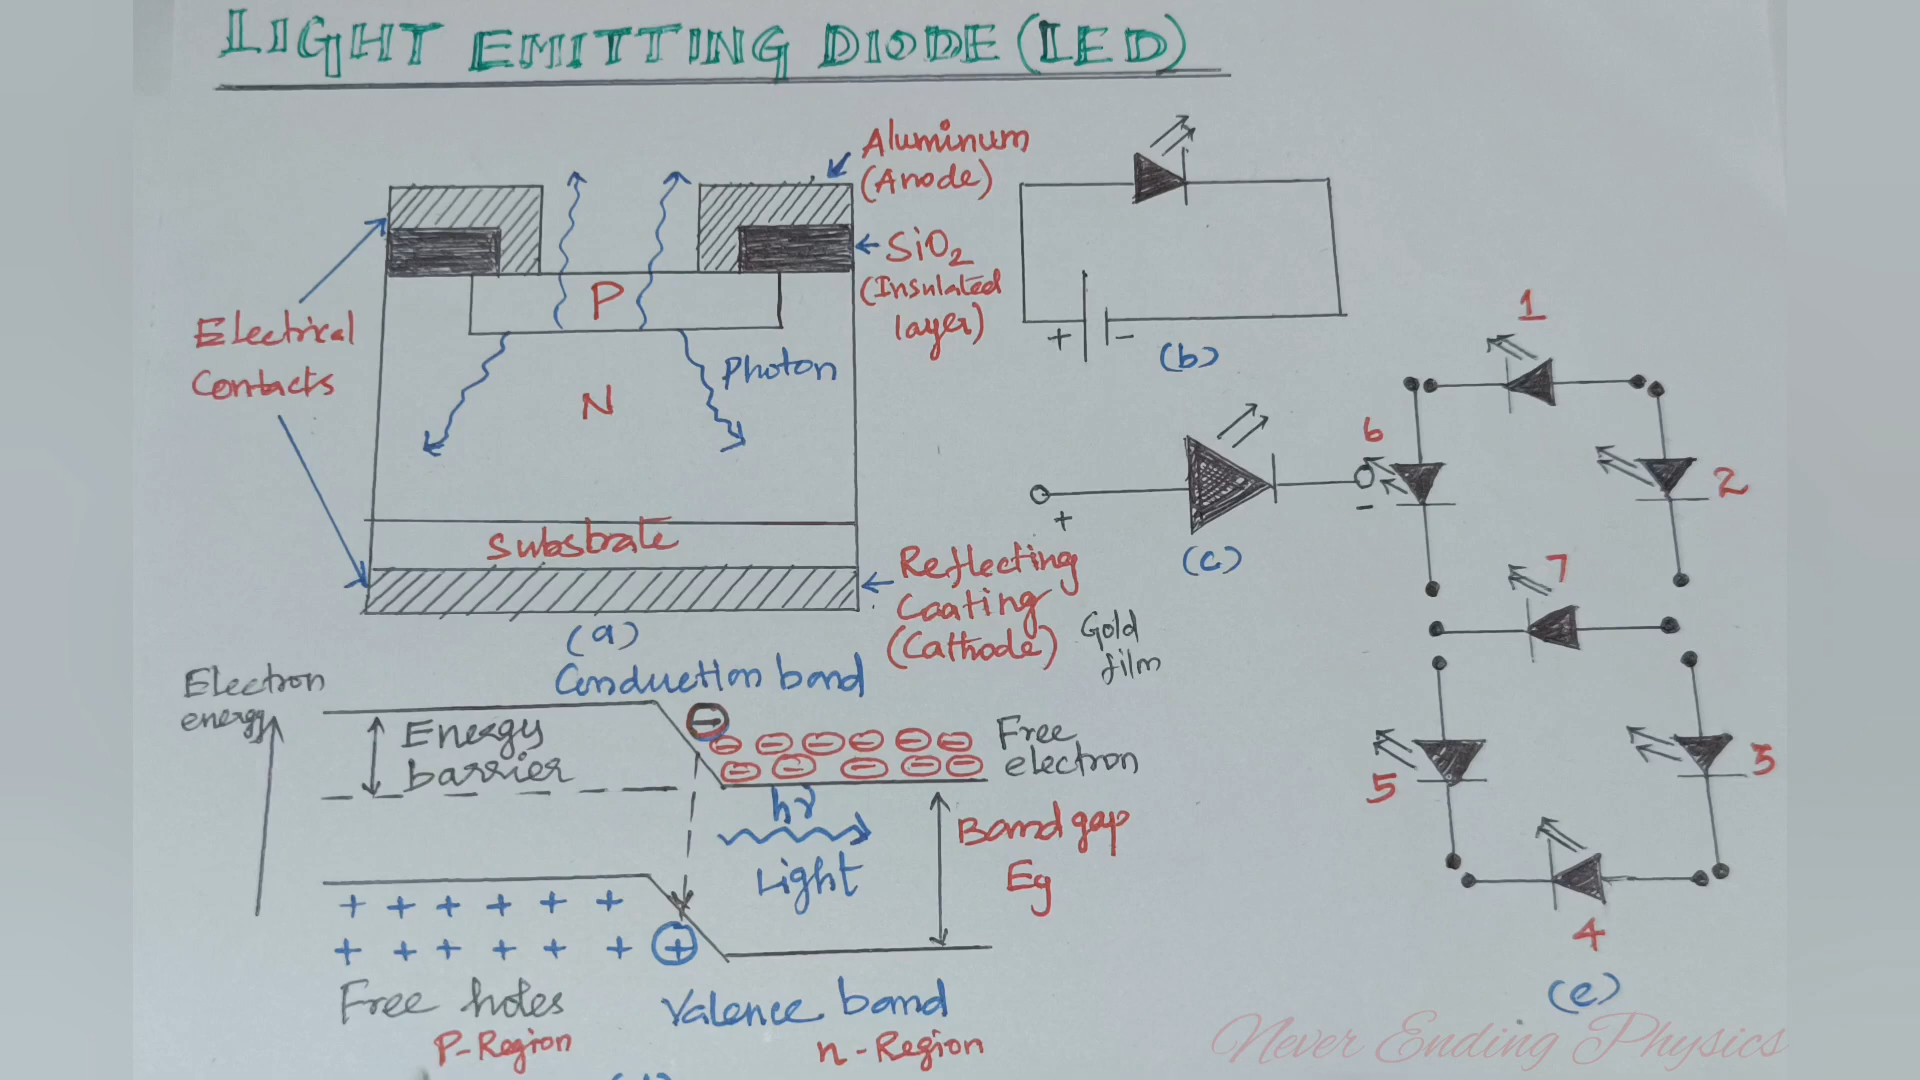 LIGHT EMITTING DIODE (LED)
Aluminum
(Anode)
SiO2
(Insulated
layer)
Electrical
Contacts
P
N
Photon
Substrate
Reflecting
Coating
(Cathode)
Gold
film
(a)
+ -
(b)
+ -
(c)
1
2
3
4
5
6
7
(e)
Electron
energy
Conduction band
Energy
barrier
Free
electron
hν
Light
Band gap
Eg
+ + + + + +
+ + + + + + +
Free holes
Valence band
P-Region
n-Region
Never Ending Physics